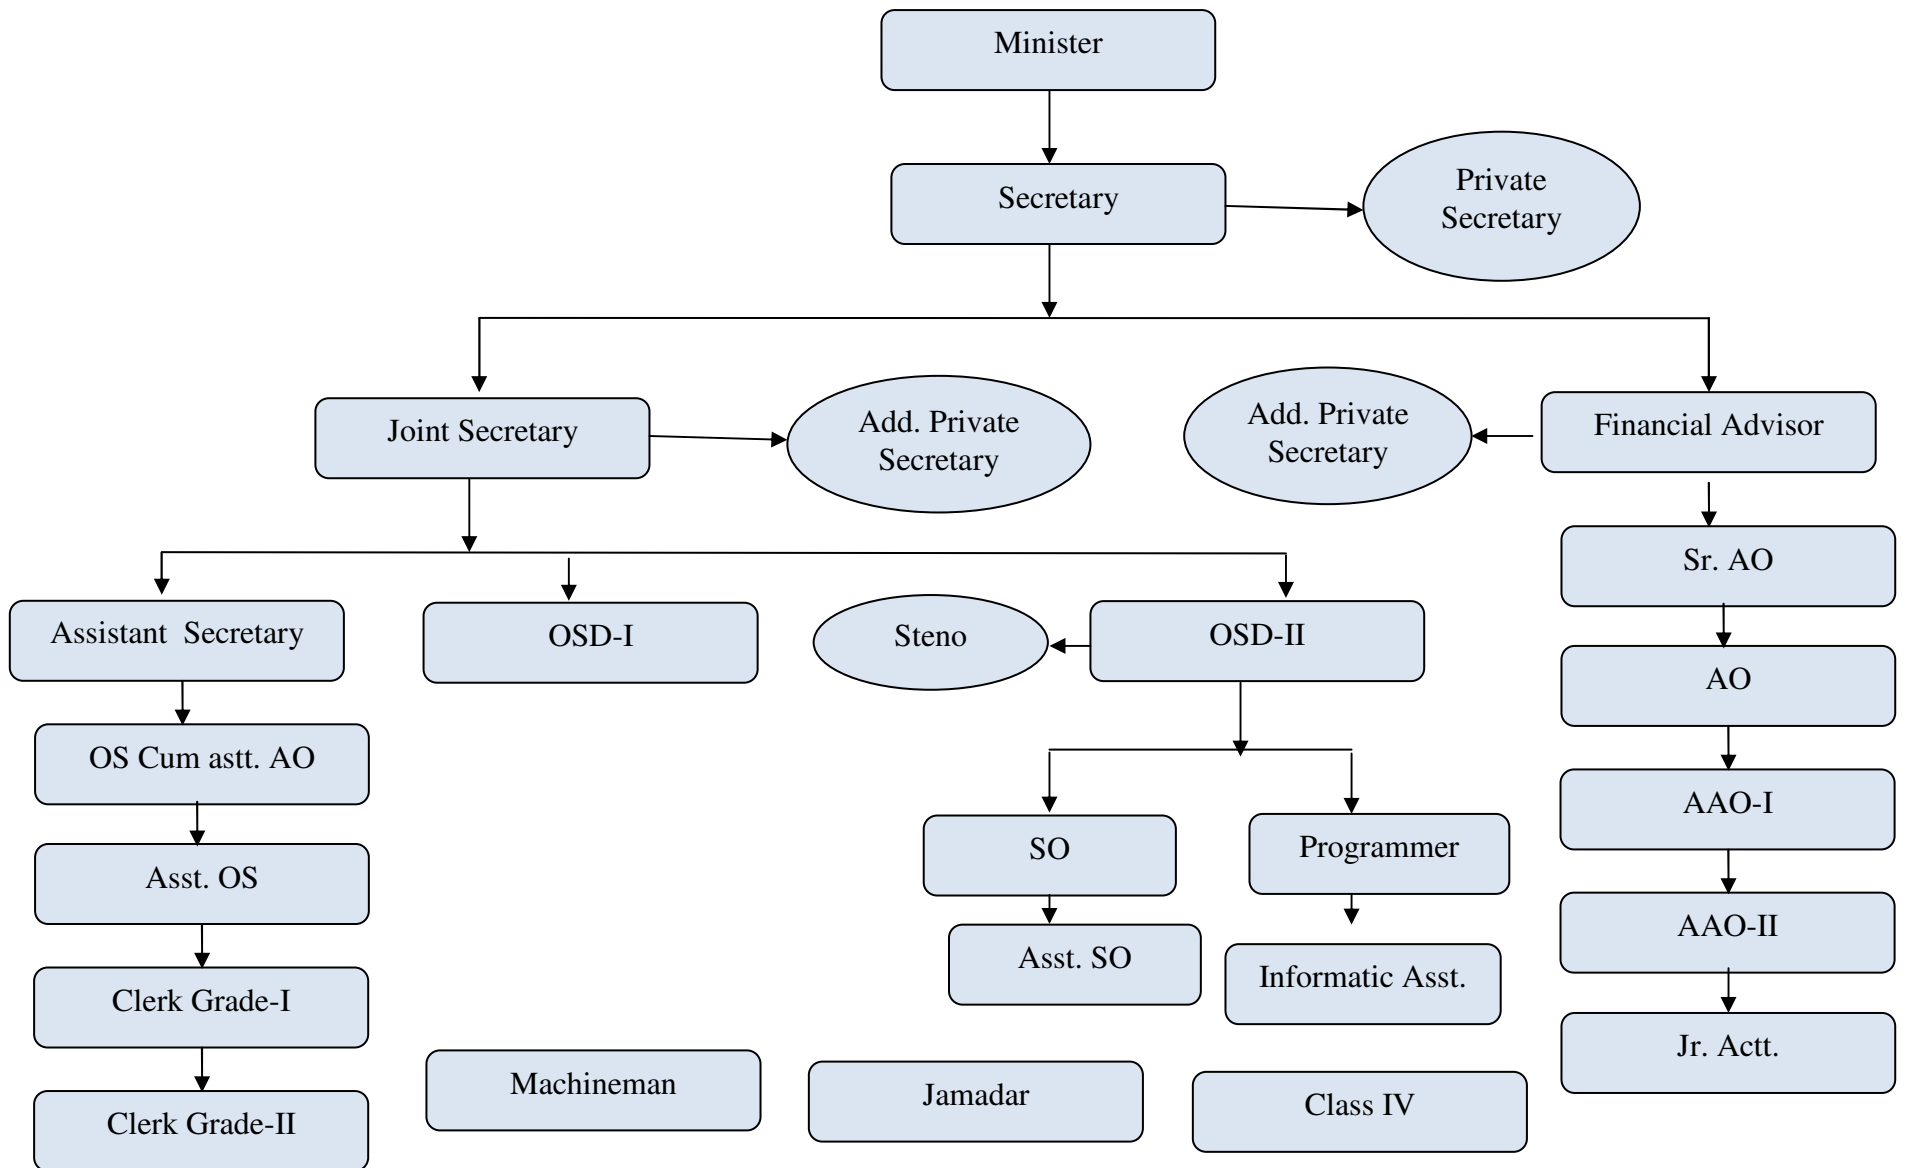 Minister
Secretary
Private
Secretary
Joint Secretary
Add. Private
Secretary
Add. Private
Secretary
Financial Advisor
Assistant Secretary
OSD-I
Steno
OSD-II
Sr. AO
AO
OS Cum astt. AO
AAO-I
SO
Programmer
Asst. OS
AAO-II
Asst. SO
Informatic Asst.
Clerk Grade-I
Jr. Actt.
Machineman
Jamadar
Class IV
Clerk Grade-II